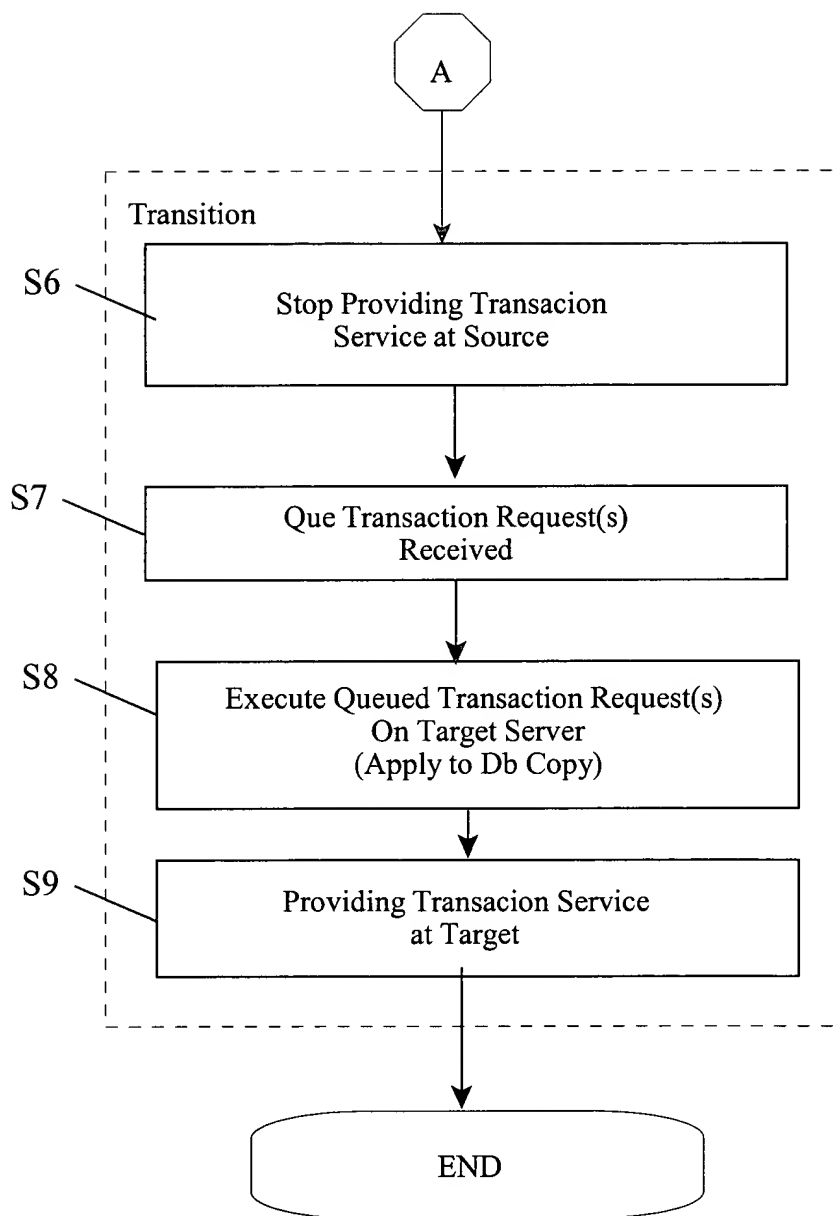 A
Transition
S6
Stop Providing Transacion
Service at Source
S7
Que Transaction Request(s)
Received
S8
Execute Queued Transaction Request(s)
On Target Server
(Apply to Db Copy)
S9
Providing Transacion Service
at Target
END